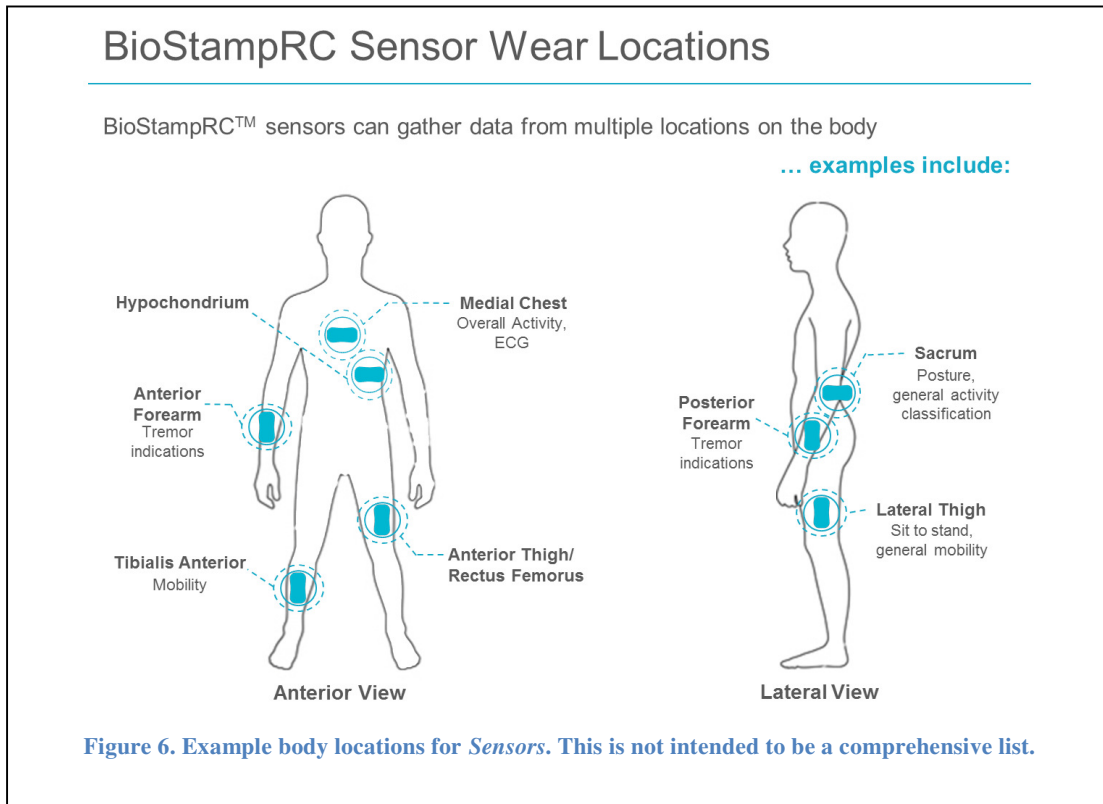 BioStampRC Sensor Wear Locations
BioStampRC™ sensors can gather data from multiple locations on the body
... examples include:
Hypochondrium
Medial Chest
Overall Activity,
ECG
Anterior
Forearm
Tremor
indications
Tibialis Anterior
Mobility
Anterior Thigh/
Rectus Femorus
Anterior View
Sacrum
Posture,
general activity
classification
Posterior
Forearm
Tremor
indications
Lateral Thigh
Sit to stand,
general mobility
Lateral View
Figure 6. Example body locations for Sensors. This is not intended to be a comprehensive list.